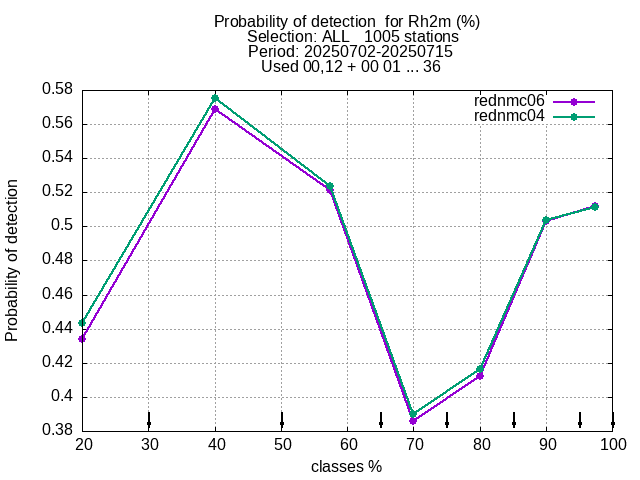 Probability of detection  for Rh2m (%)
Selection: ALL   1005 stations
Period: 20250702-20250715
Used 00,12 + 00 01 ... 36
rednmc06
rednmc04
Probability of detection
0.58
0.56
0.54
0.52
0.5
0.48
0.46
0.44
0.42
0.4
0.38
20 30 40 50 60 70 80 90 100
classes %